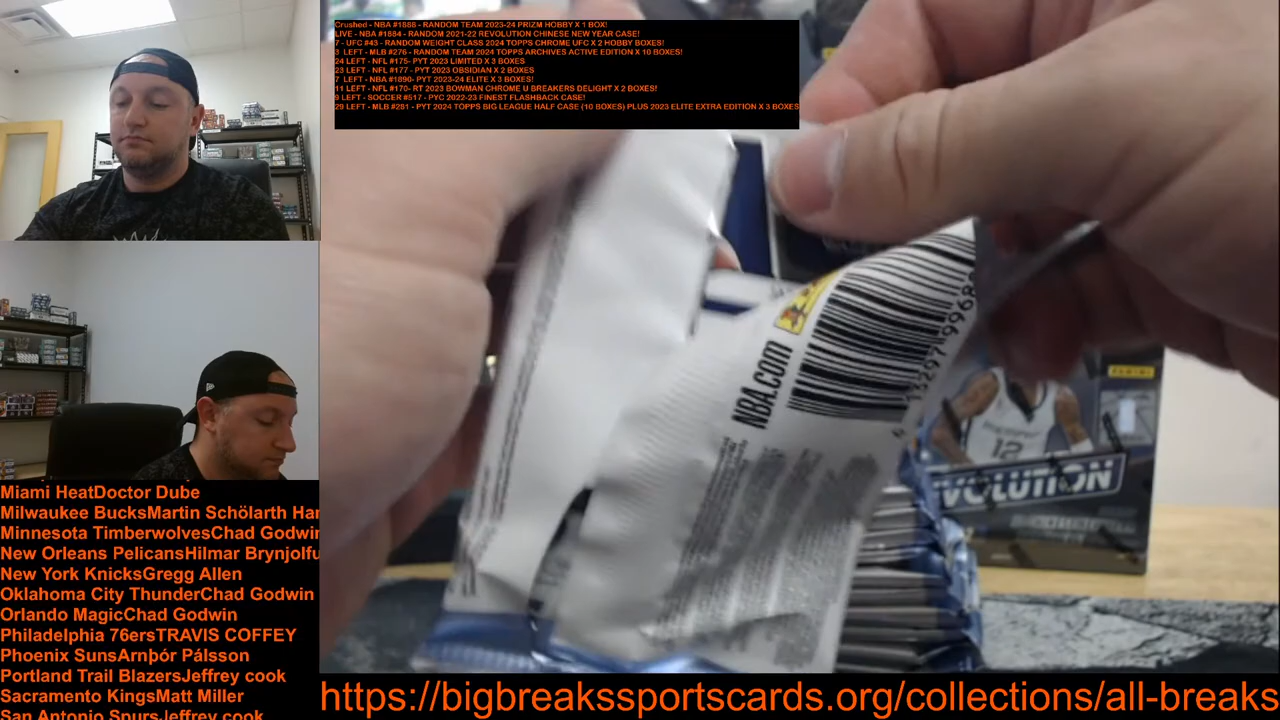 Crushed - NBA #1888 - RANDOM TEAM 2023-24 PRIZM HOBBY X 1 BOX!
LIVE - NBA #1884 - RANDOM 2021-22 REVOLUTION CHINESE NEW YEAR CASE!
7 - UFC #43 - RANDOM WEIGHT CLASS 2024 TOPPS CHROME UFC X 2 HOBBY BOXES!
3 LEFT - MLB #276 - RANDOM TEAM 2024 TOPPS ARCHIVES ACTIVE EDITION X 10 BOXES!
24 LEFT - NFL #175- PYT 2023 LIMITED X 3 BOXES
23 LEFT - NFL #177 - PYT 2023 OBSIDIAN X 2 BOXES
7 LEFT - NBA #1890- PYT 2023-24 ELITE X 3 BOXES!
11 LEFT - NFL #170- RT 2023 BOWMAN CHROME U BREAKERS DELIGHT X 2 BOXES!
9 LEFT - SOCCER #517 - PYC 2022-23 FINEST FLASHBACK CASE!
29 LEFT - MLB #281 - PYT 2024 TOPPS BIG LEAGUE HALF CASE (10 BOXES) PLUS 2023 ELITE EXTRA EDITION X 3 BOXES
NBA.com
PANINI
12
VOLUTION
Miami HeatDoctor Dube
Milwaukee BucksMartin Schölarth Har
Minnesota TimberwolvesChad Godwin
New Orleans PelicansHilmar Brynjolfu
New York KnicksGregg Allen
Oklahoma City ThunderChad Godwin
Orlando MagicChad Godwin
Philadelphia 76ersTRAVIS COFFEY
Phoenix SunsArnþór Pálsson
Portland Trail BlazersJeffrey cook
Sacramento KingsMatt Miller
San Antonio SpursJeffrey cook
https://bigbreakssportscards.org/collections/all-breaks